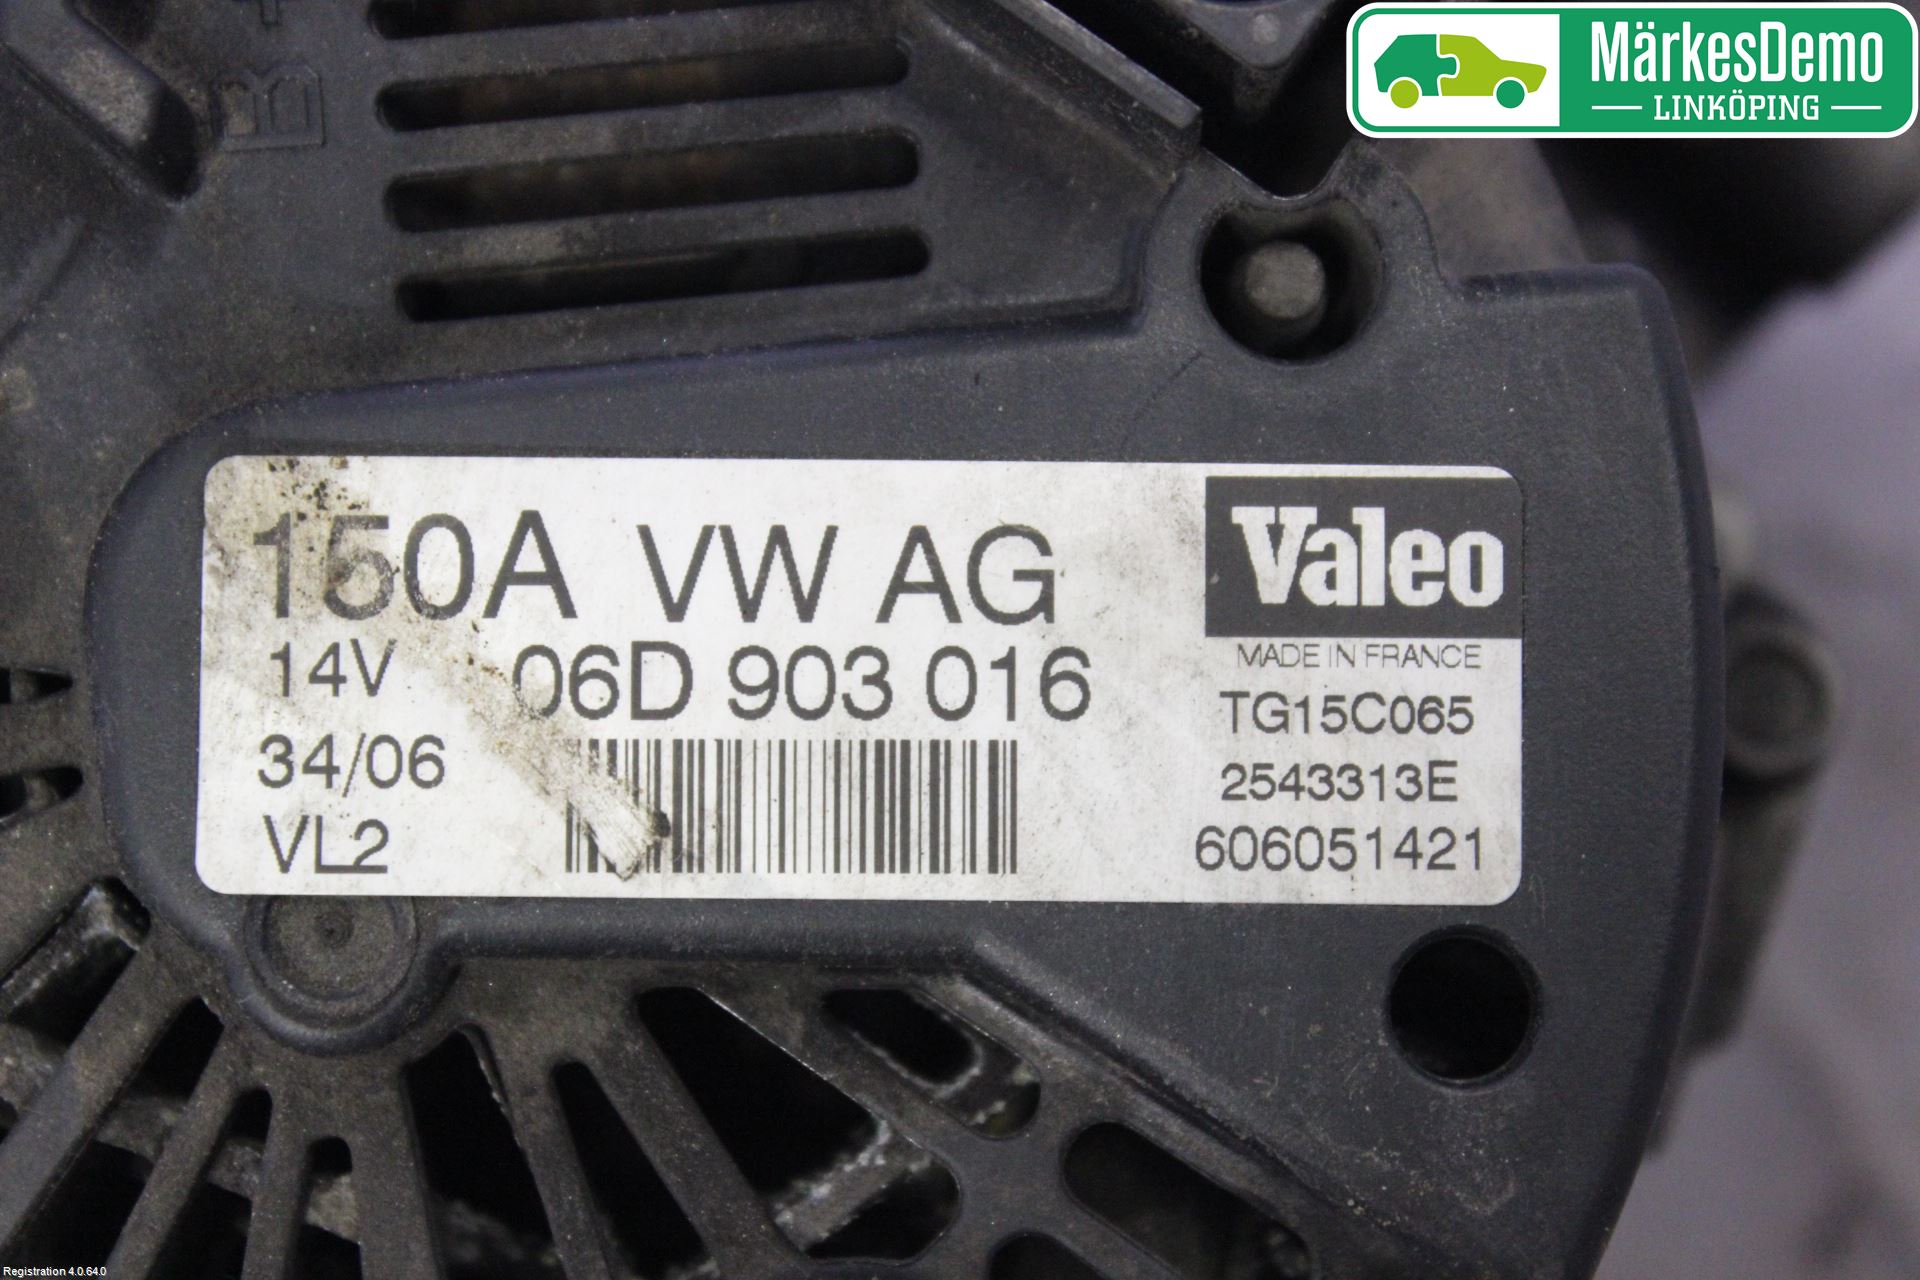 MärkesDemo
LINKÖPING
B+
150A VW AG
Valeo
14V 06D 903 016
MADE IN FRANCE
34/06
TG15C065
2543313E
VL2
606051421
Registration 4.0.64.0